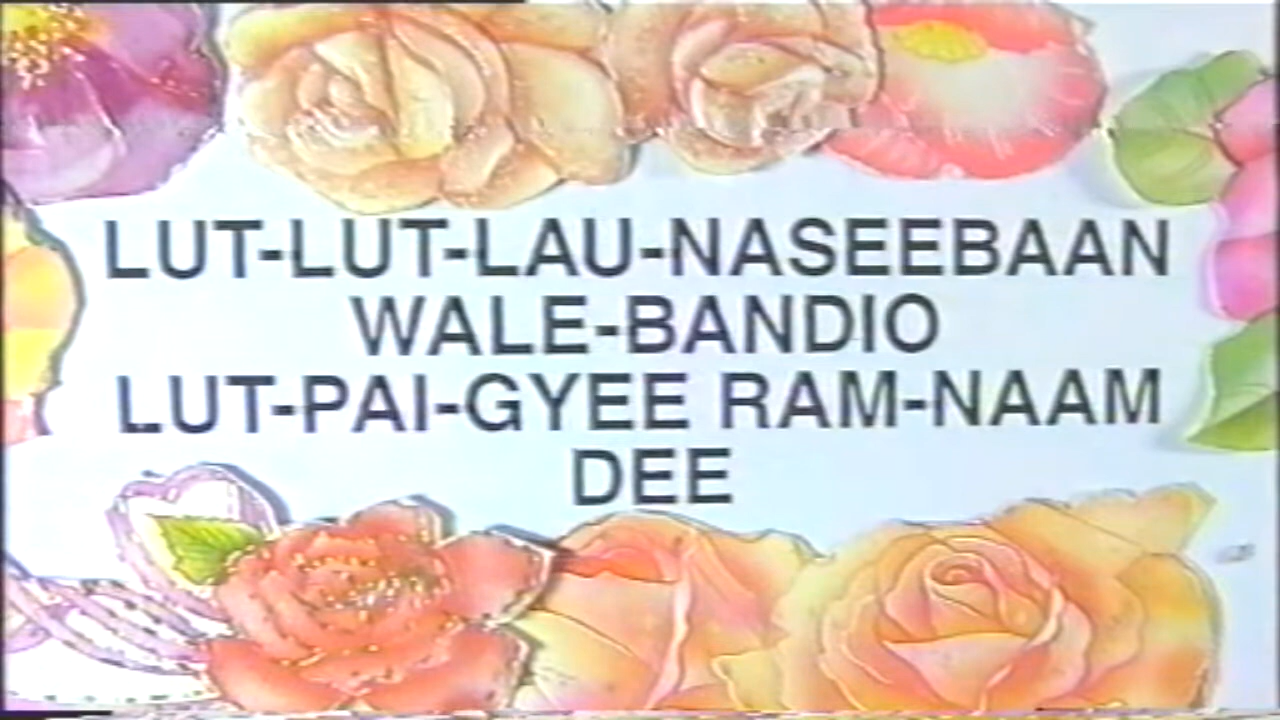 LUT-LUT-LAU-NASEEBAAN
WALE-BANDIO
LUT-PAI-GYEE RAM-NAAM
DEE